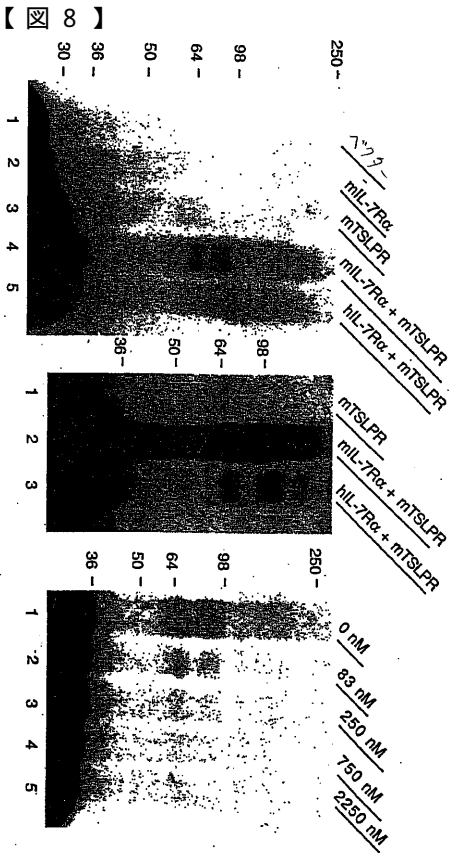 【図8】
250-
98-
64-
50-
36-
30-
ベクター
mIL-7Rα
mTSLPR
mIL-7Rα + mTSLPR
hIL-7Rα + mTSLPR
1
2
3
4
5
98-
64-
50-
36-
mTSLPR
mIL-7Rα + mTSLPR
hIL-7Rα + mTSLPR
1
2
3
250-
98-
64-
50-
36-
0 nM
83 nM
250 nM
750 nM
2250 nM
1
2
3
4
5